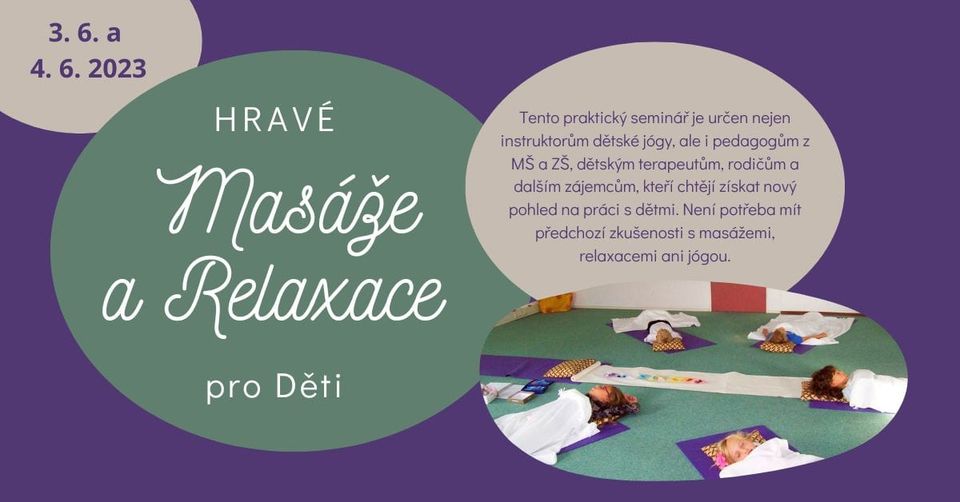 3. 6. a
4. 6. 2023
HRAVÉ
Masáže
a Relaxace
pro Děti
Tento praktický seminář je určen nejen
instruktorům dětské jógy, ale i pedagogům z
MŠ a ZŠ, dětským terapeutům, rodičům a
dalším zájemcům, kteří chtějí získat nový
pohled na práci s dětmi. Není potřeba mít
předchozí zkušenosti s masážemi,
relaxacemi ani jógou.